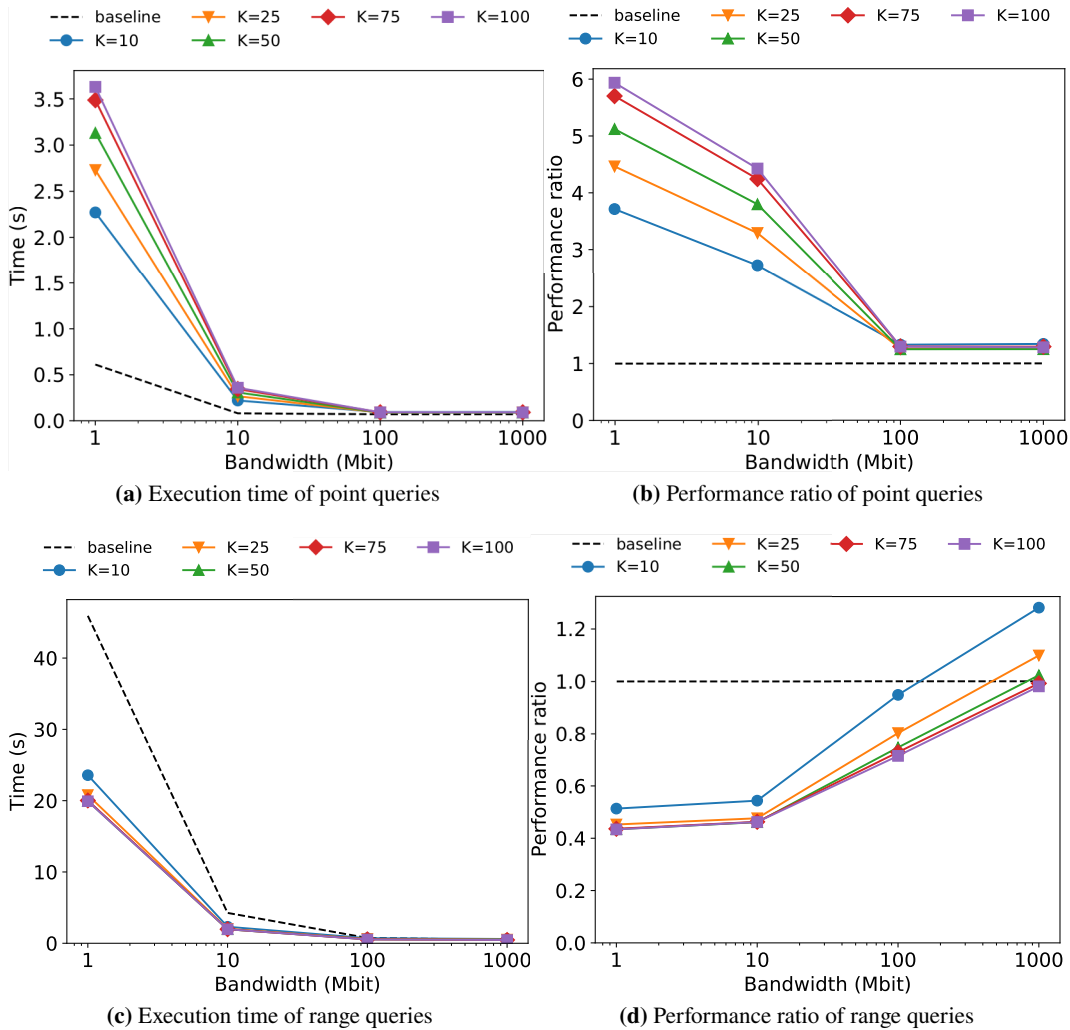 baseline K=25 K=75 K=100
K=10 K=50
3.5
3.0
2.5
2.0
1.5
1.0
0.5
0.0
Time (s)
1 10 100 1000
Bandwidth (Mbit)
(a) Execution time of point queries
baseline K=25 K=75 K=100
K=10 K=50
6
5
4
3
2
1
0
Performance ratio
1 10 100 1000
Bandwidth (Mbit)
(b) Performance ratio of point queries
baseline K=25 K=75 K=100
K=10 K=50
40
30
20
10
0
Time (s)
1 10 100 1000
Bandwidth (Mbit)
(c) Execution time of range queries
baseline K=25 K=75 K=100
K=10 K=50
1.2
1.0
0.8
0.6
0.4
0.2
0.0
Performance ratio
1 10 100 1000
Bandwidth (Mbit)
(d) Performance ratio of range queries